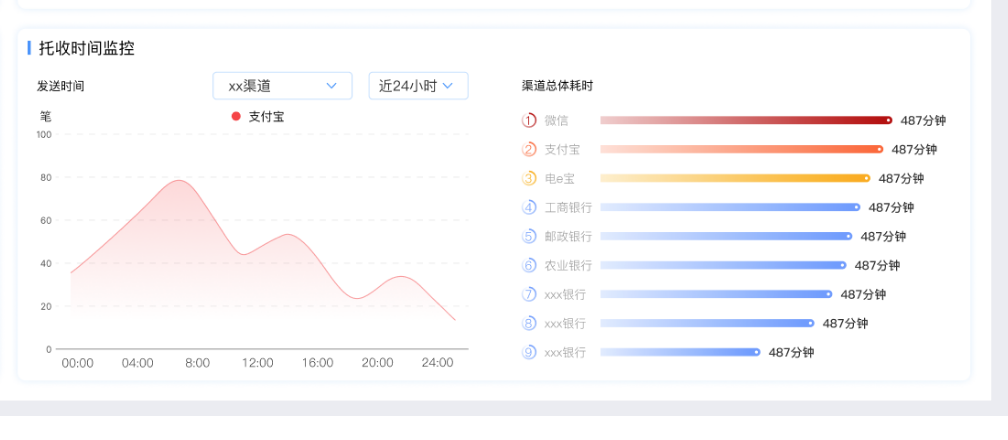 托收时间监控
发送时间
xx渠道
近24小时
笔
支付宝
100
80
60
40
20
0
00:00 04:00 8:00 12:00 16:00 20:00 24:00
渠道总体耗时
1 微信 487分钟
2 支付宝 487分钟
3 电e宝 487分钟
4 工商银行 487分钟
5 邮政银行 487分钟
6 农业银行 487分钟
7 xxx银行 487分钟
8 xxx银行 487分钟
9 xxx银行 487分钟